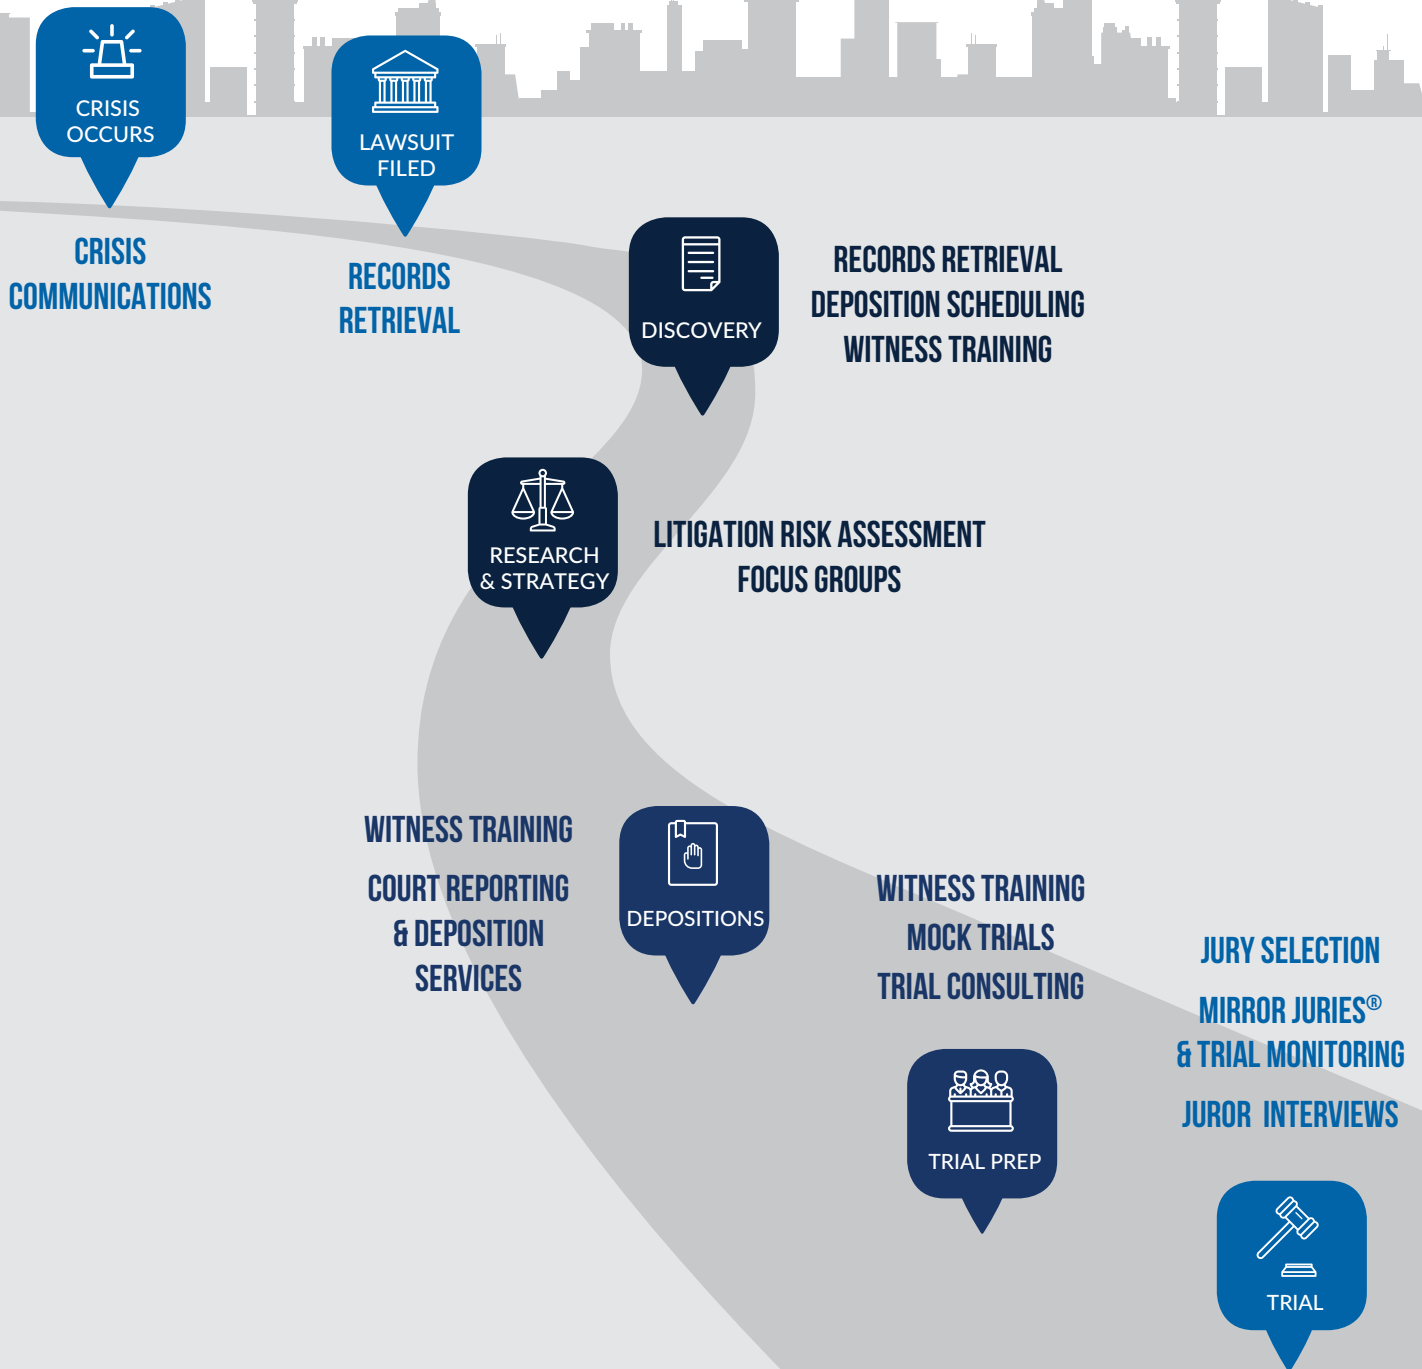 CRISIS
OCCURS
CRISIS
COMMUNICATIONS
LAWSUIT
FILED
RECORDS
RETRIEVAL
DISCOVERY
RECORDS RETRIEVAL
DEPOSITION SCHEDULING
WITNESS TRAINING
RESEARCH
& STRATEGY
LITIGATION RISK ASSESSMENT
FOCUS GROUPS
WITNESS TRAINING
COURT REPORTING
& DEPOSITION
SERVICES
DEPOSITIONS
WITNESS TRAINING
MOCK TRIALS
TRIAL CONSULTING
TRIAL PREP
JURY SELECTION
MIRROR JURIES®
& TRIAL MONITORING
JUROR INTERVIEWS
TRIAL